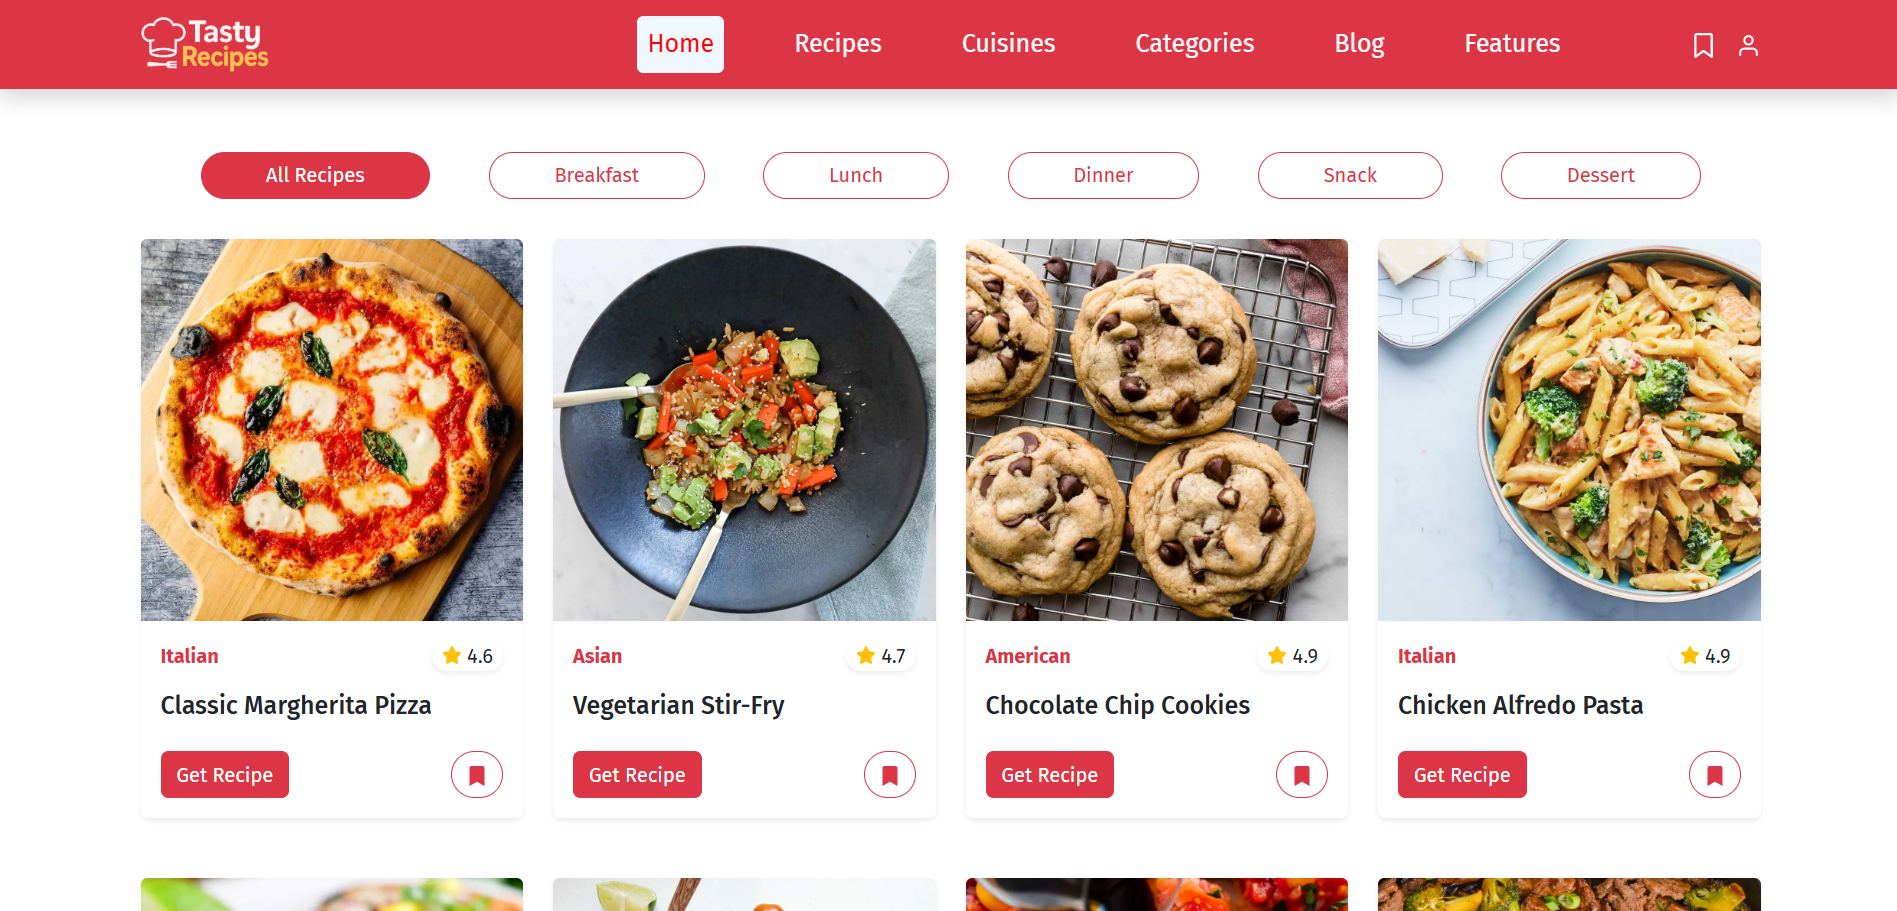 Tasty
Recipes
Home Recipes Cuisines Categories Blog Features
All Recipes Breakfast Lunch Dinner Snack Dessert
Italian 4.6
Classic Margherita Pizza
Get Recipe
Asian 4.7
Vegetarian Stir-Fry
Get Recipe
American 4.9
Chocolate Chip Cookies
Get Recipe
Italian 4.9
Chicken Alfredo Pasta
Get Recipe